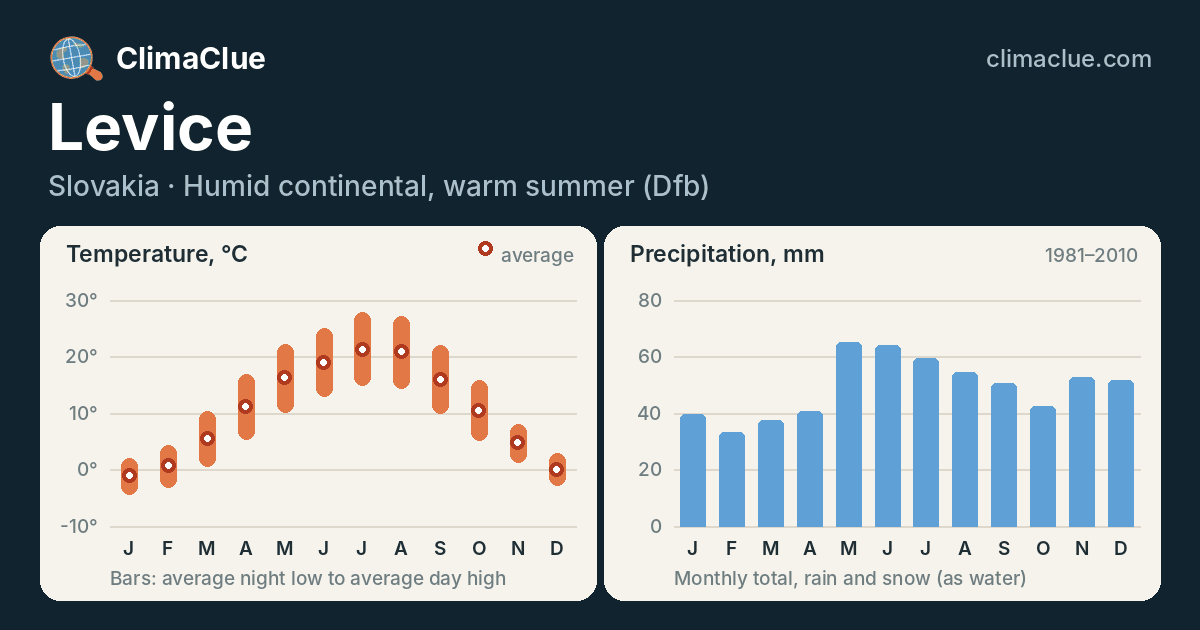 ClimaClue
climaclue.com
Levice
Slovakia · Humid continental, warm summer (Dfb)
Temperature, °C
average
30°
20°
10°
0°
-10°
J F M A M J J A S O N D
Bars: average night low to average day high
Precipitation, mm
1981–2010
80
60
40
20
0
J F M A M J J A S O N D
Monthly total, rain and snow (as water)